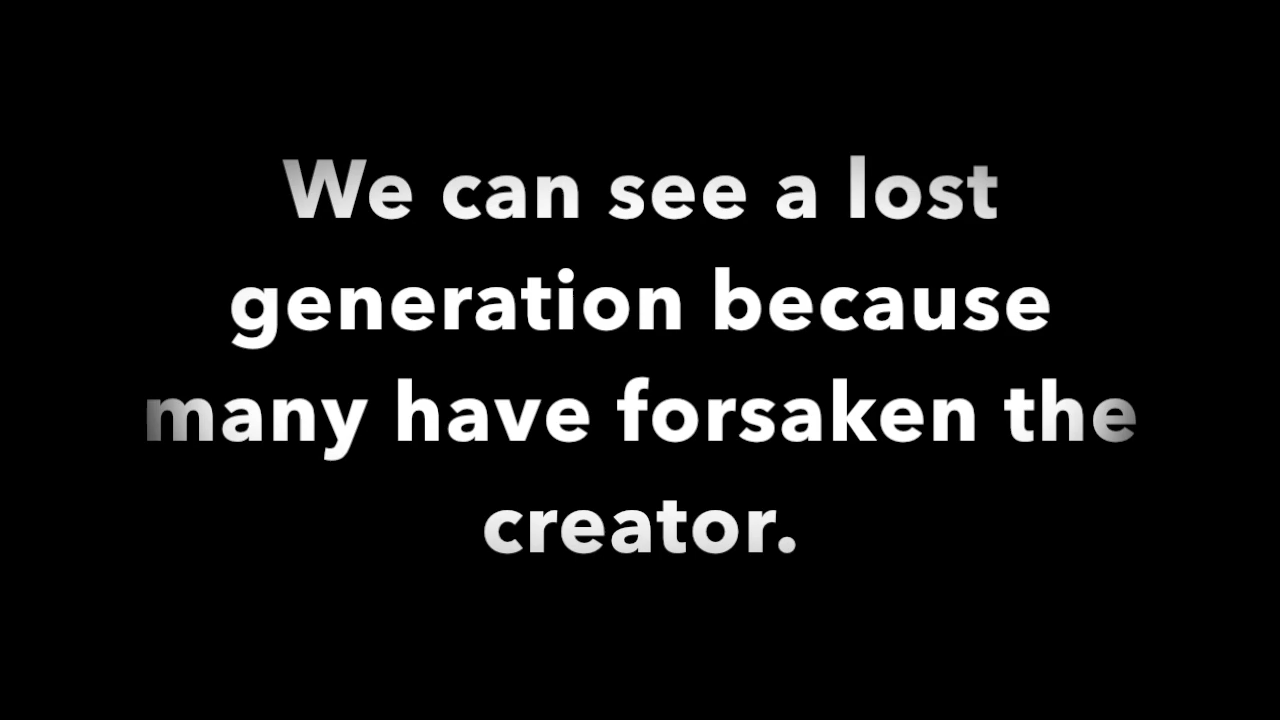 We can see a lost
generation because
many have forsaken the
creator.